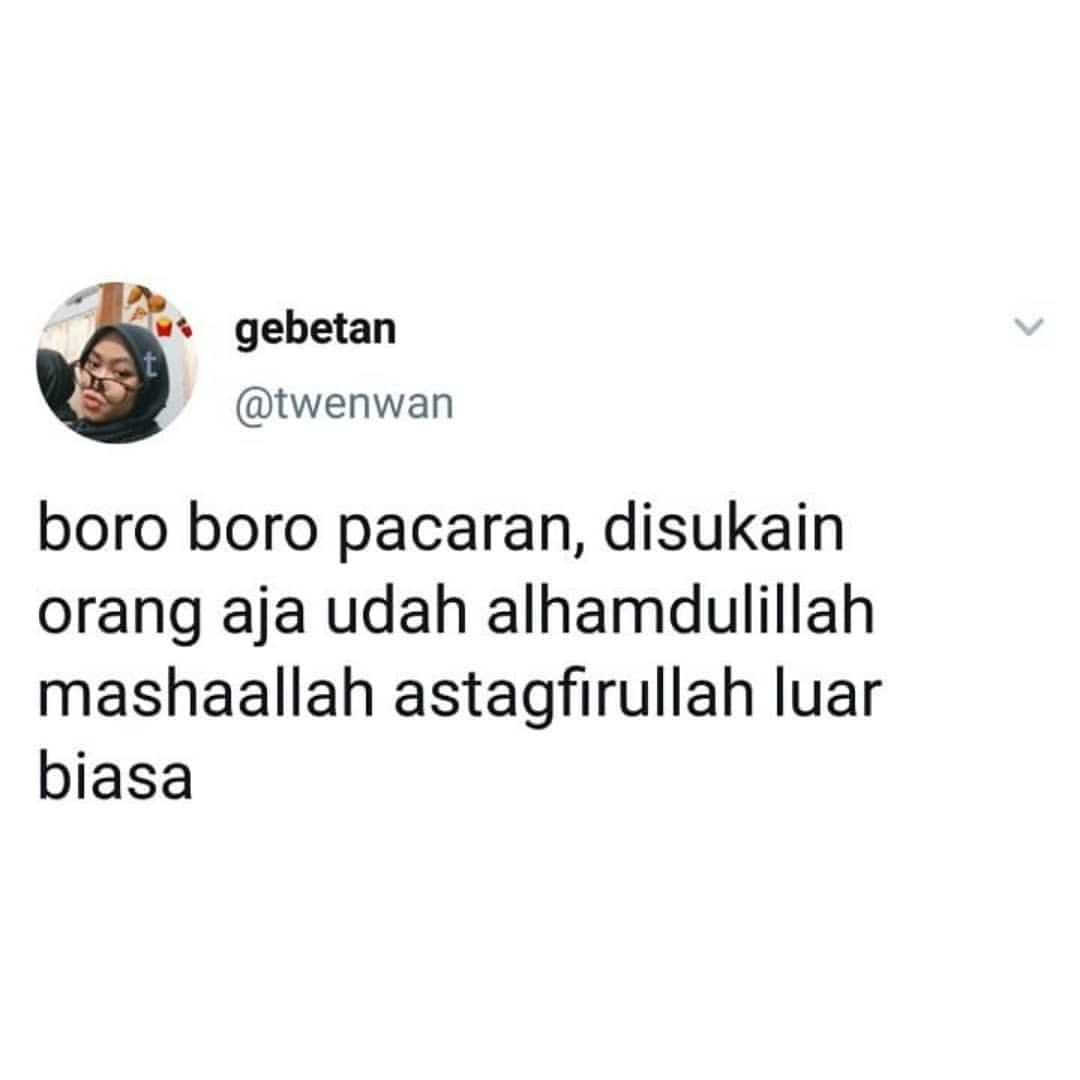 gebetan
@twenwan
boro boro pacaran, disukain
orang aja udah alhamdulillah
mashaallah astagfirullah luar
biasa
t